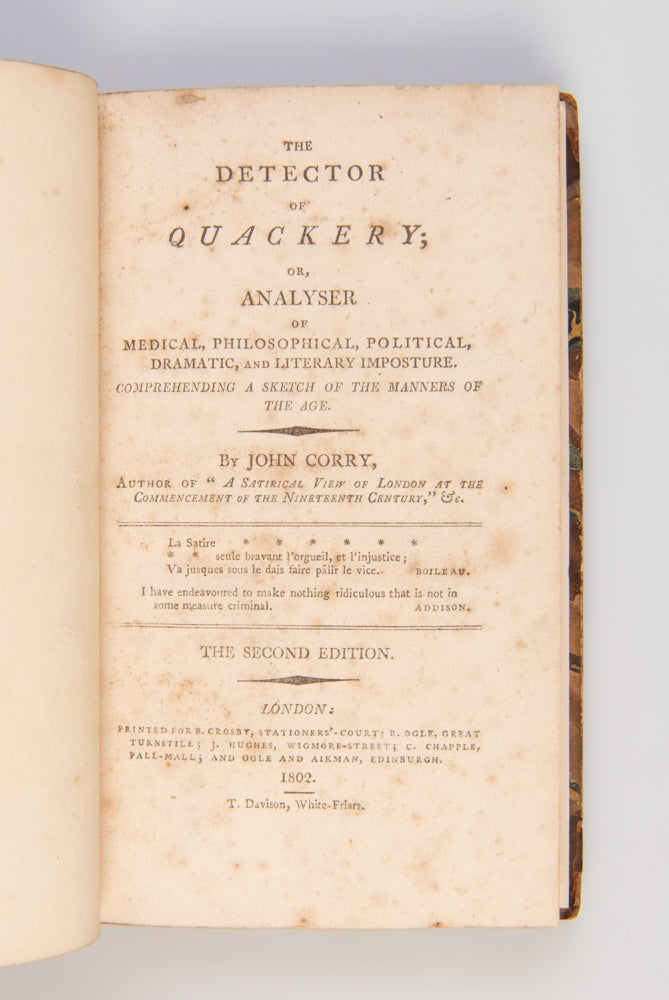 THE
DETECTOR
OF
QUACKERY;
OR,
ANALYSER
OF
MEDICAL, PHILOSOPHICAL, POLITICAL,
DRAMATIC, AND LITERARY IMPOSTURE.
COMPREHENDING A SKETCH OF THE MANNERS OF
THE AGE.
BY JOHN CORRY,
AUTHOR OF “ A SATIRICAL VIEW OF LONDON AT THE
COMMENCEMENT OF THE NINETEENTH CENTURY,” &c.
La Satire * * * * * *
* * seule bravant l'orgueil, et l'injustice;
Va jusques sous le dais faire pâlir le vice. BOILEAU.
I have endeavoured to make nothing ridiculous that is not in
some measure criminal. ADDISON.
THE SECOND EDITION.
LONDON:
PRINTED FOR B. CROSBY, STATIONERS'-COURT; R. OGLE, GREAT
TURNSTILE; J. HUGHES, WIGMORE-STREET; C. CHAPPLE,
PALL-MALL; AND OGLE AND AIKMAN, EDINBURGH.
1802.
T. Davison, White-Friars.